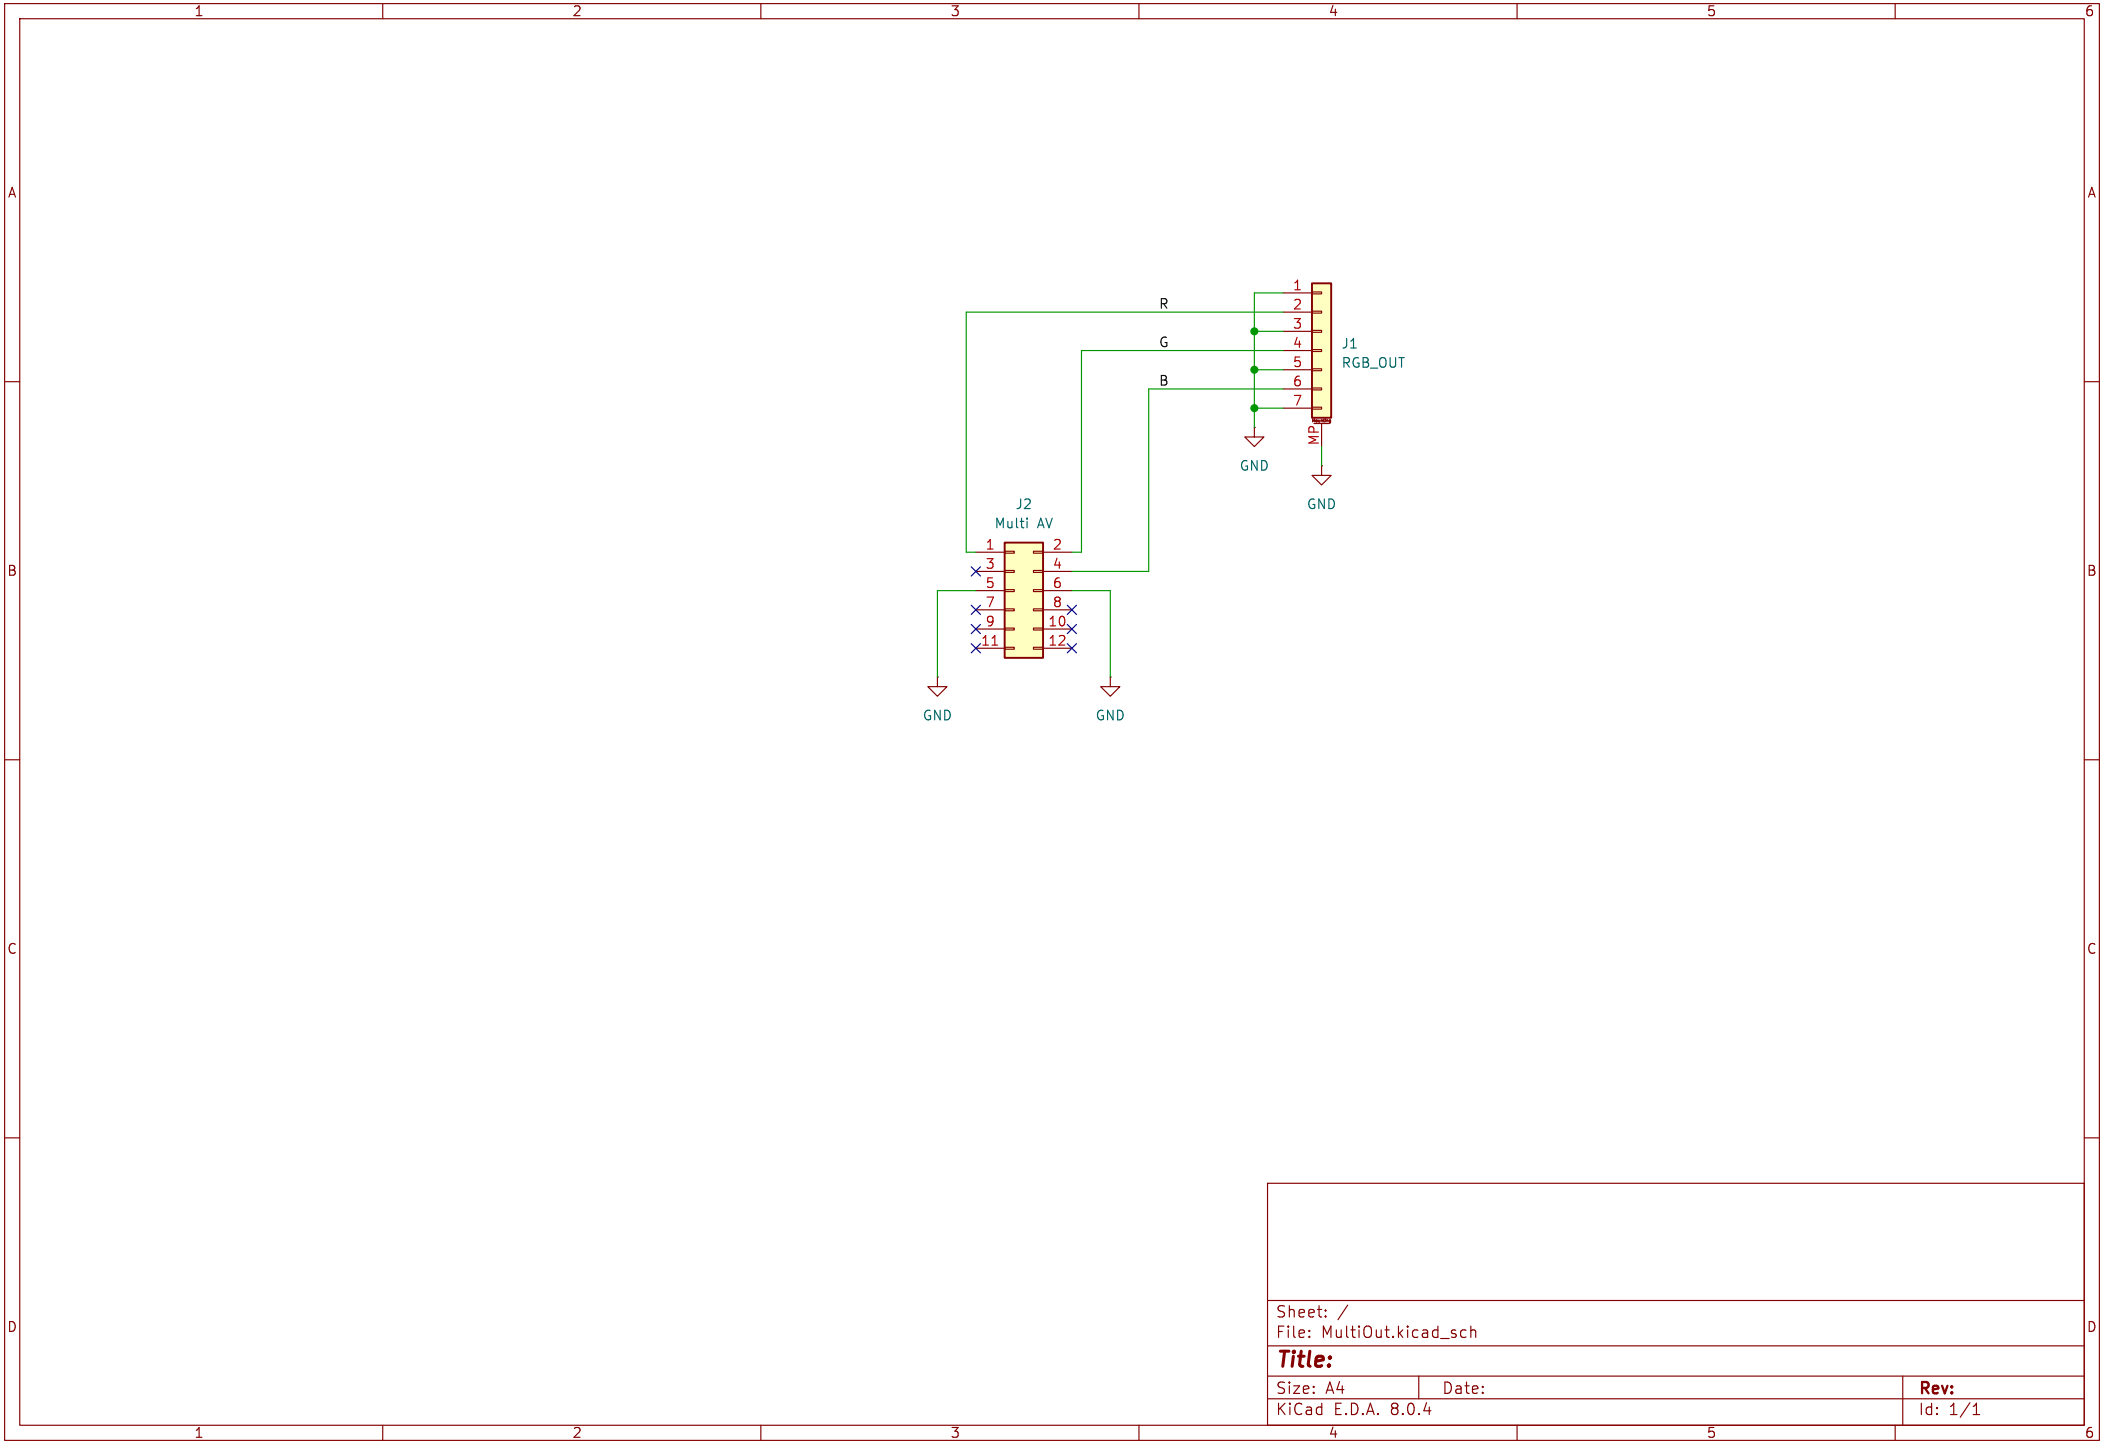 1 2 3 4 5 6
A A
R
G
B
1
2
3
4
5
6
7
MP
J1
RGB_OUT
GND
GND
J2
Multi AV
1 2
3 4
5 6
7 8
9 10
11 12
GND GND
B B
C C
D D
Sheet: /
File: MultiOut.kicad_sch
Title:
Size: A4 Date: Rev:
KiCad E.D.A. 8.0.4 Id: 1/1
1 2 3 4 5 6